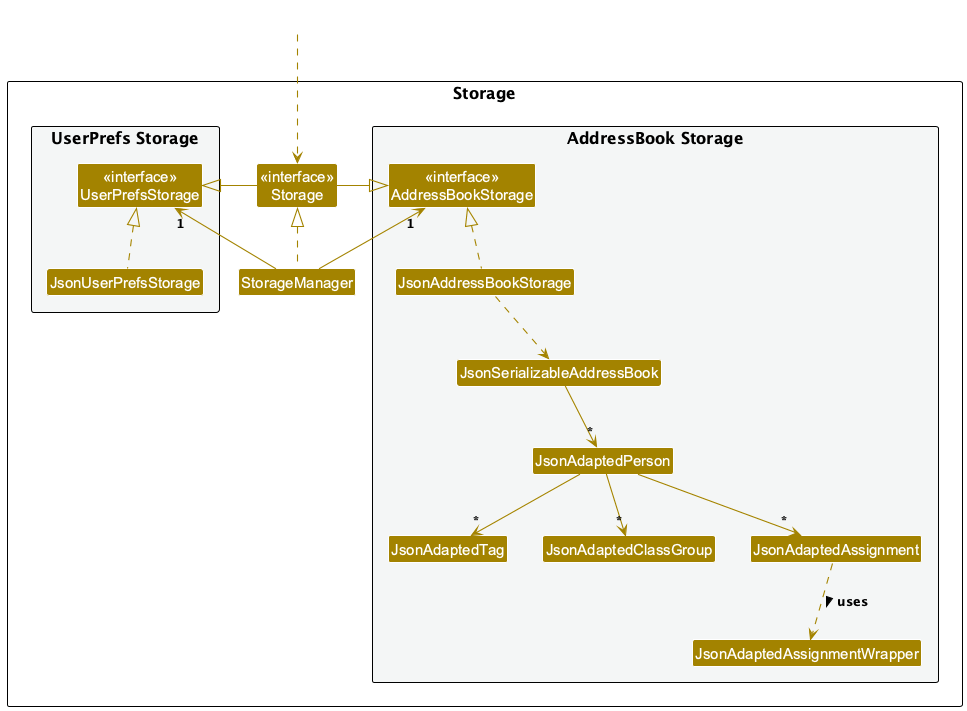 Storage
UserPrefs Storage
AddressBook Storage
«interface»
UserPrefsStorage
«interface»
Storage
«interface»
AddressBookStorage
1
1
JsonUserPrefsStorage
StorageManager
JsonAddressBookStorage
JsonSerializableAddressBook
*
JsonAdaptedPerson
*
*
*
JsonAdaptedTag
JsonAdaptedClassGroup
JsonAdaptedAssignment
uses
JsonAdaptedAssignmentWrapper